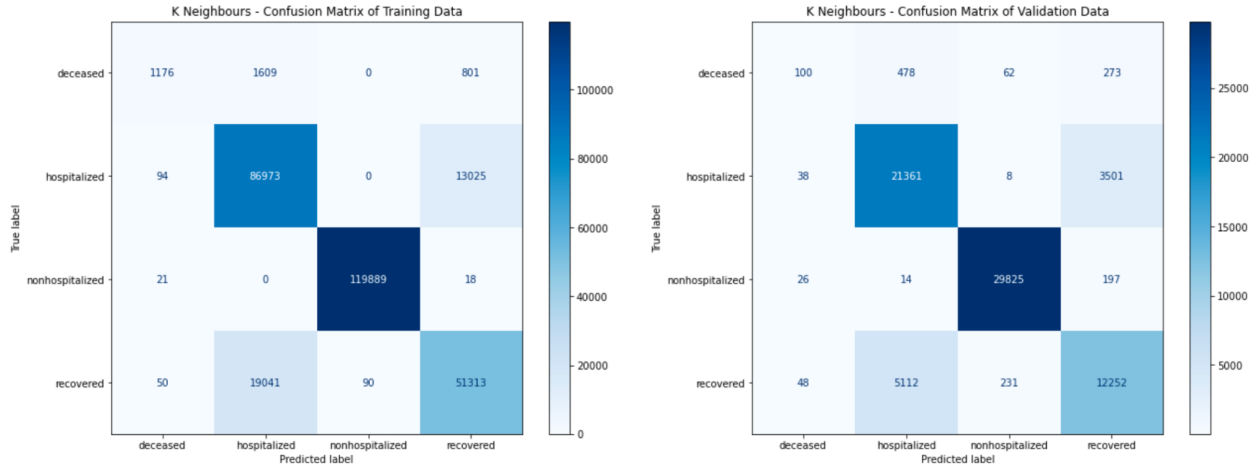 K Neighbours - Confusion Matrix of Training Data
deceased 1176 1609 0 801
hospitalized 94 86973 0 13025
nonhospitalized 21 0 119889 18
recovered 50 19041 90 51313
deceased hospitalized nonhospitalized recovered
Predicted label
True label
100000
80000
60000
40000
20000
0
K Neighbours - Confusion Matrix of Validation Data
deceased 100 478 62 273
hospitalized 38 21361 8 3501
nonhospitalized 26 14 29825 197
recovered 48 5112 231 12252
deceased hospitalized nonhospitalized recovered
Predicted label
True label
25000
20000
15000
10000
5000